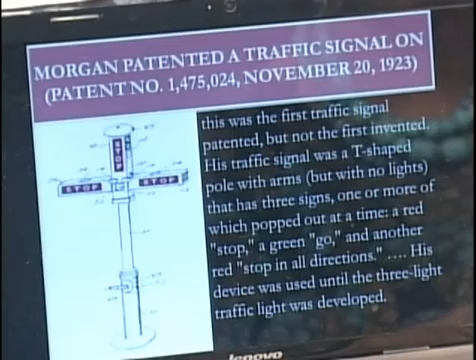 MORGAN PATENTED A TRAFFIC SIGNAL ON
(PATENT NO. 1,475,024, NOVEMBER 20, 1923)
this was the first traffic signal
patented, but not the first invented.
His traffic signal was a T-shaped
pole with arms (but with no lights)
that has three signs, one or more of
which popped out at a time: a red
"stop," a green "go," and another
red "stop in all directions." .... His
device was used until the three-light
traffic light was developed.
STOP
STOP
STOP
lenovo